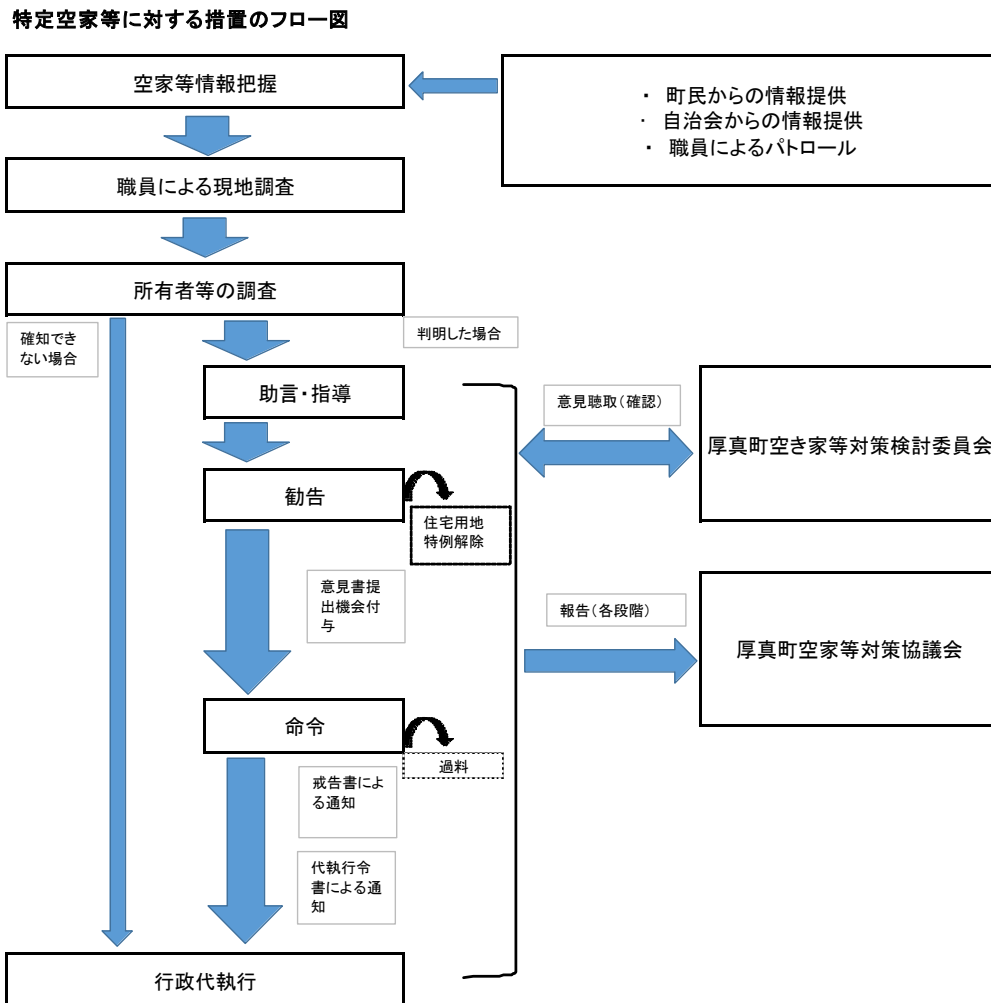 特定空家等に対する措置のフロー図
空家等情報把握
・ 町民からの情報提供
・ 自治会からの情報提供
・ 職員によるパトロール
職員による現地調査
所有者等の調査
確知でき
ない場合
判明した場合
助言・指導
意見聴取(確認)
厚真町空き家等対策検討委員会
勧告
住宅用地
特例解除
意見書提
出機会付
与
報告(各段階)
厚真町空家等対策協議会
命令
過料
戒告書によ
る通知
代執行令
書による通
知
行政代執行